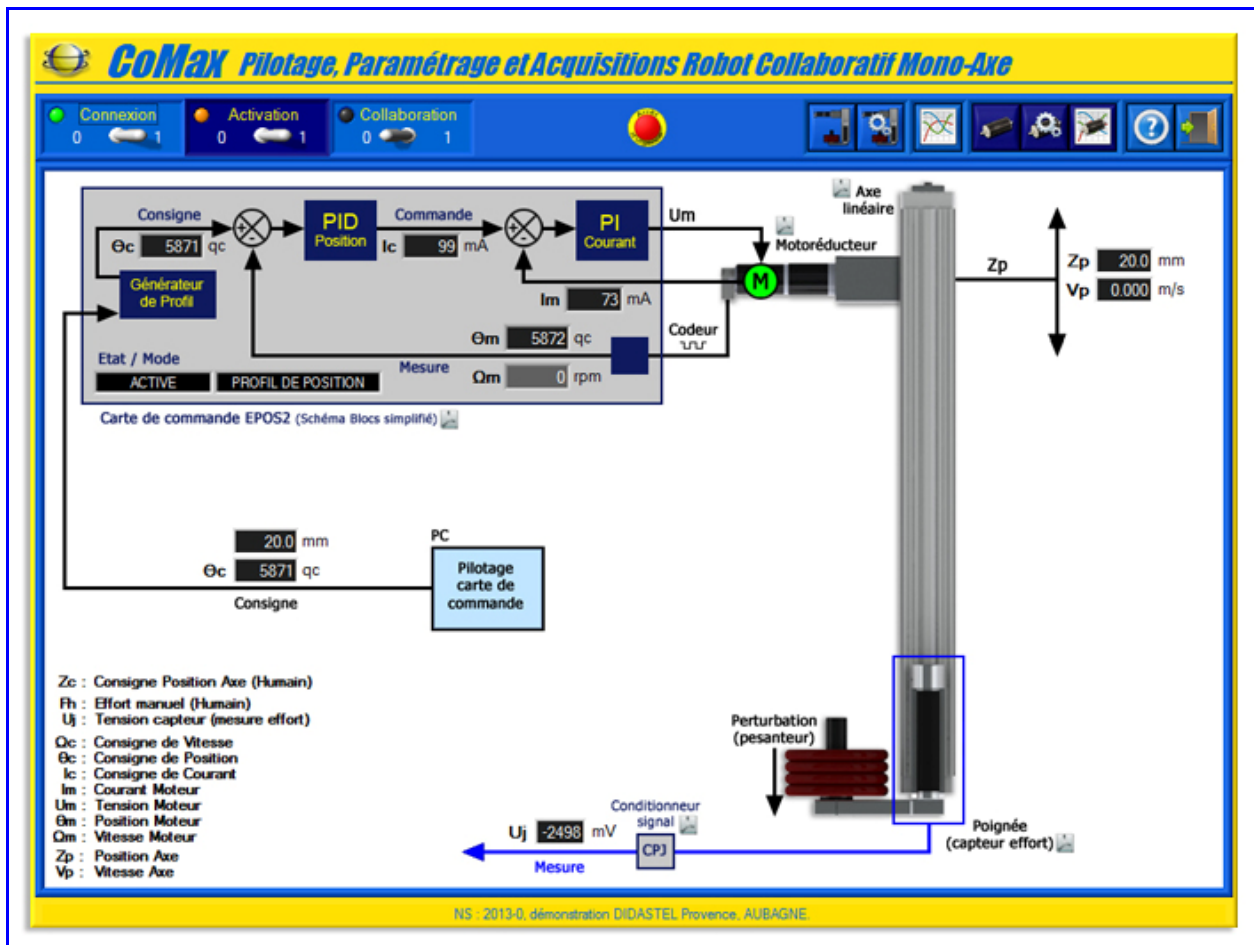 CoMax Pilotage, Paramétrage et Acquisitions Robot Collaboratif Mono-Axe
Connexion
0 1
Activation
0 1
Collaboration
0 1
Consigne
Θc 5871 qc
PID
Position
Commande
Ic 99 mA
PI
Courant
Um
Générateur
de Profil
Im 73 mA
Θm 5872 qc
Mesure
Ωm 0 rpm
Etat / Mode
ACTIVE
PROFIL DE POSITION
Carte de commande EPOS2 (Schéma Blocs simplifié)
Codeur
M
Motoréducteur
Axe
linéaire
Zp
Zp 20.0 mm
Vp 0.000 m/s
20.0 mm
Θc 5871 qc
Consigne
PC
Pilotage
carte de
commande
Zc : Consigne Position Axe (Humain)
Fh : Effort manuel (Humain)
Uj : Tension capteur (mesure effort)
Ωc : Consigne de Vitesse
Θc : Consigne de Position
Ic : Consigne de Courant
Im : Courant Moteur
Um : Tension Moteur
Θm : Position Moteur
Ωm : Vitesse Moteur
Zp : Position Axe
Vp : Vitesse Axe
Perturbation
(pesanteur)
Conditionneur
signal
Uj -2498 mV
CPJ
Mesure
Poignée
(capteur effort)
NS : 2013-0, démonstration DIDASTEL Provence, AUBAGNE.